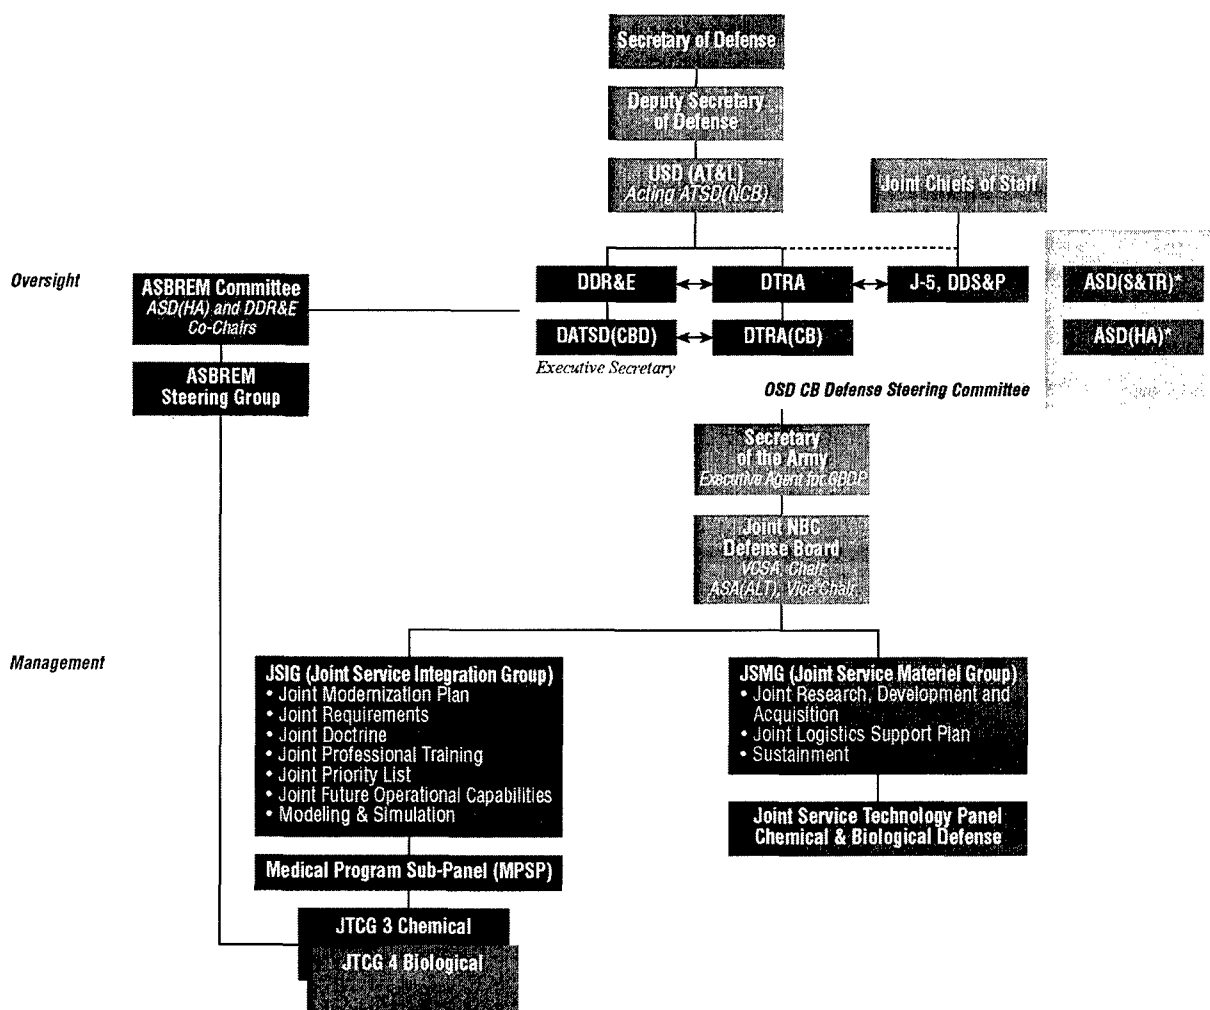 Secretary of Defense
Deputy Secretary
of Defense
USD (AT&L)
Acting ATSD(NCB)
Joint Chiefs of Staff
Oversight
ASBREM Committee
ASD(HA) and DDR&E
Co-Chairs
DDR&E
DTRA
J-5, DDS&P
ASD(S&TR)*
DATSD(CBD)
DTRA(CB)
ASD(HA)*
Executive Secretary
ASBREM
Steering Group
OSD CB Defense Steering Committee
Secretary
of the Army
Executive Agent for CBDP
Joint NBC
Defense Board
VCSA, Chair
ASA(ALT), Vice Chair
Management
JSIG (Joint Service Integration Group)
• Joint Modernization Plan
• Joint Requirements
• Joint Doctrine
• Joint Professional Training
• Joint Priority List
• Joint Future Operational Capabilities
• Modeling & Simulation
JSMG (Joint Service Materiel Group)
• Joint Research, Development and
Acquisition
• Joint Logistics Support Plan
• Sustainment
Joint Service Technology Panel
Chemical & Biological Defense
Medical Program Sub-Panel (MPSP)
JTCG 3 Chemical
JTCG 4 Biological